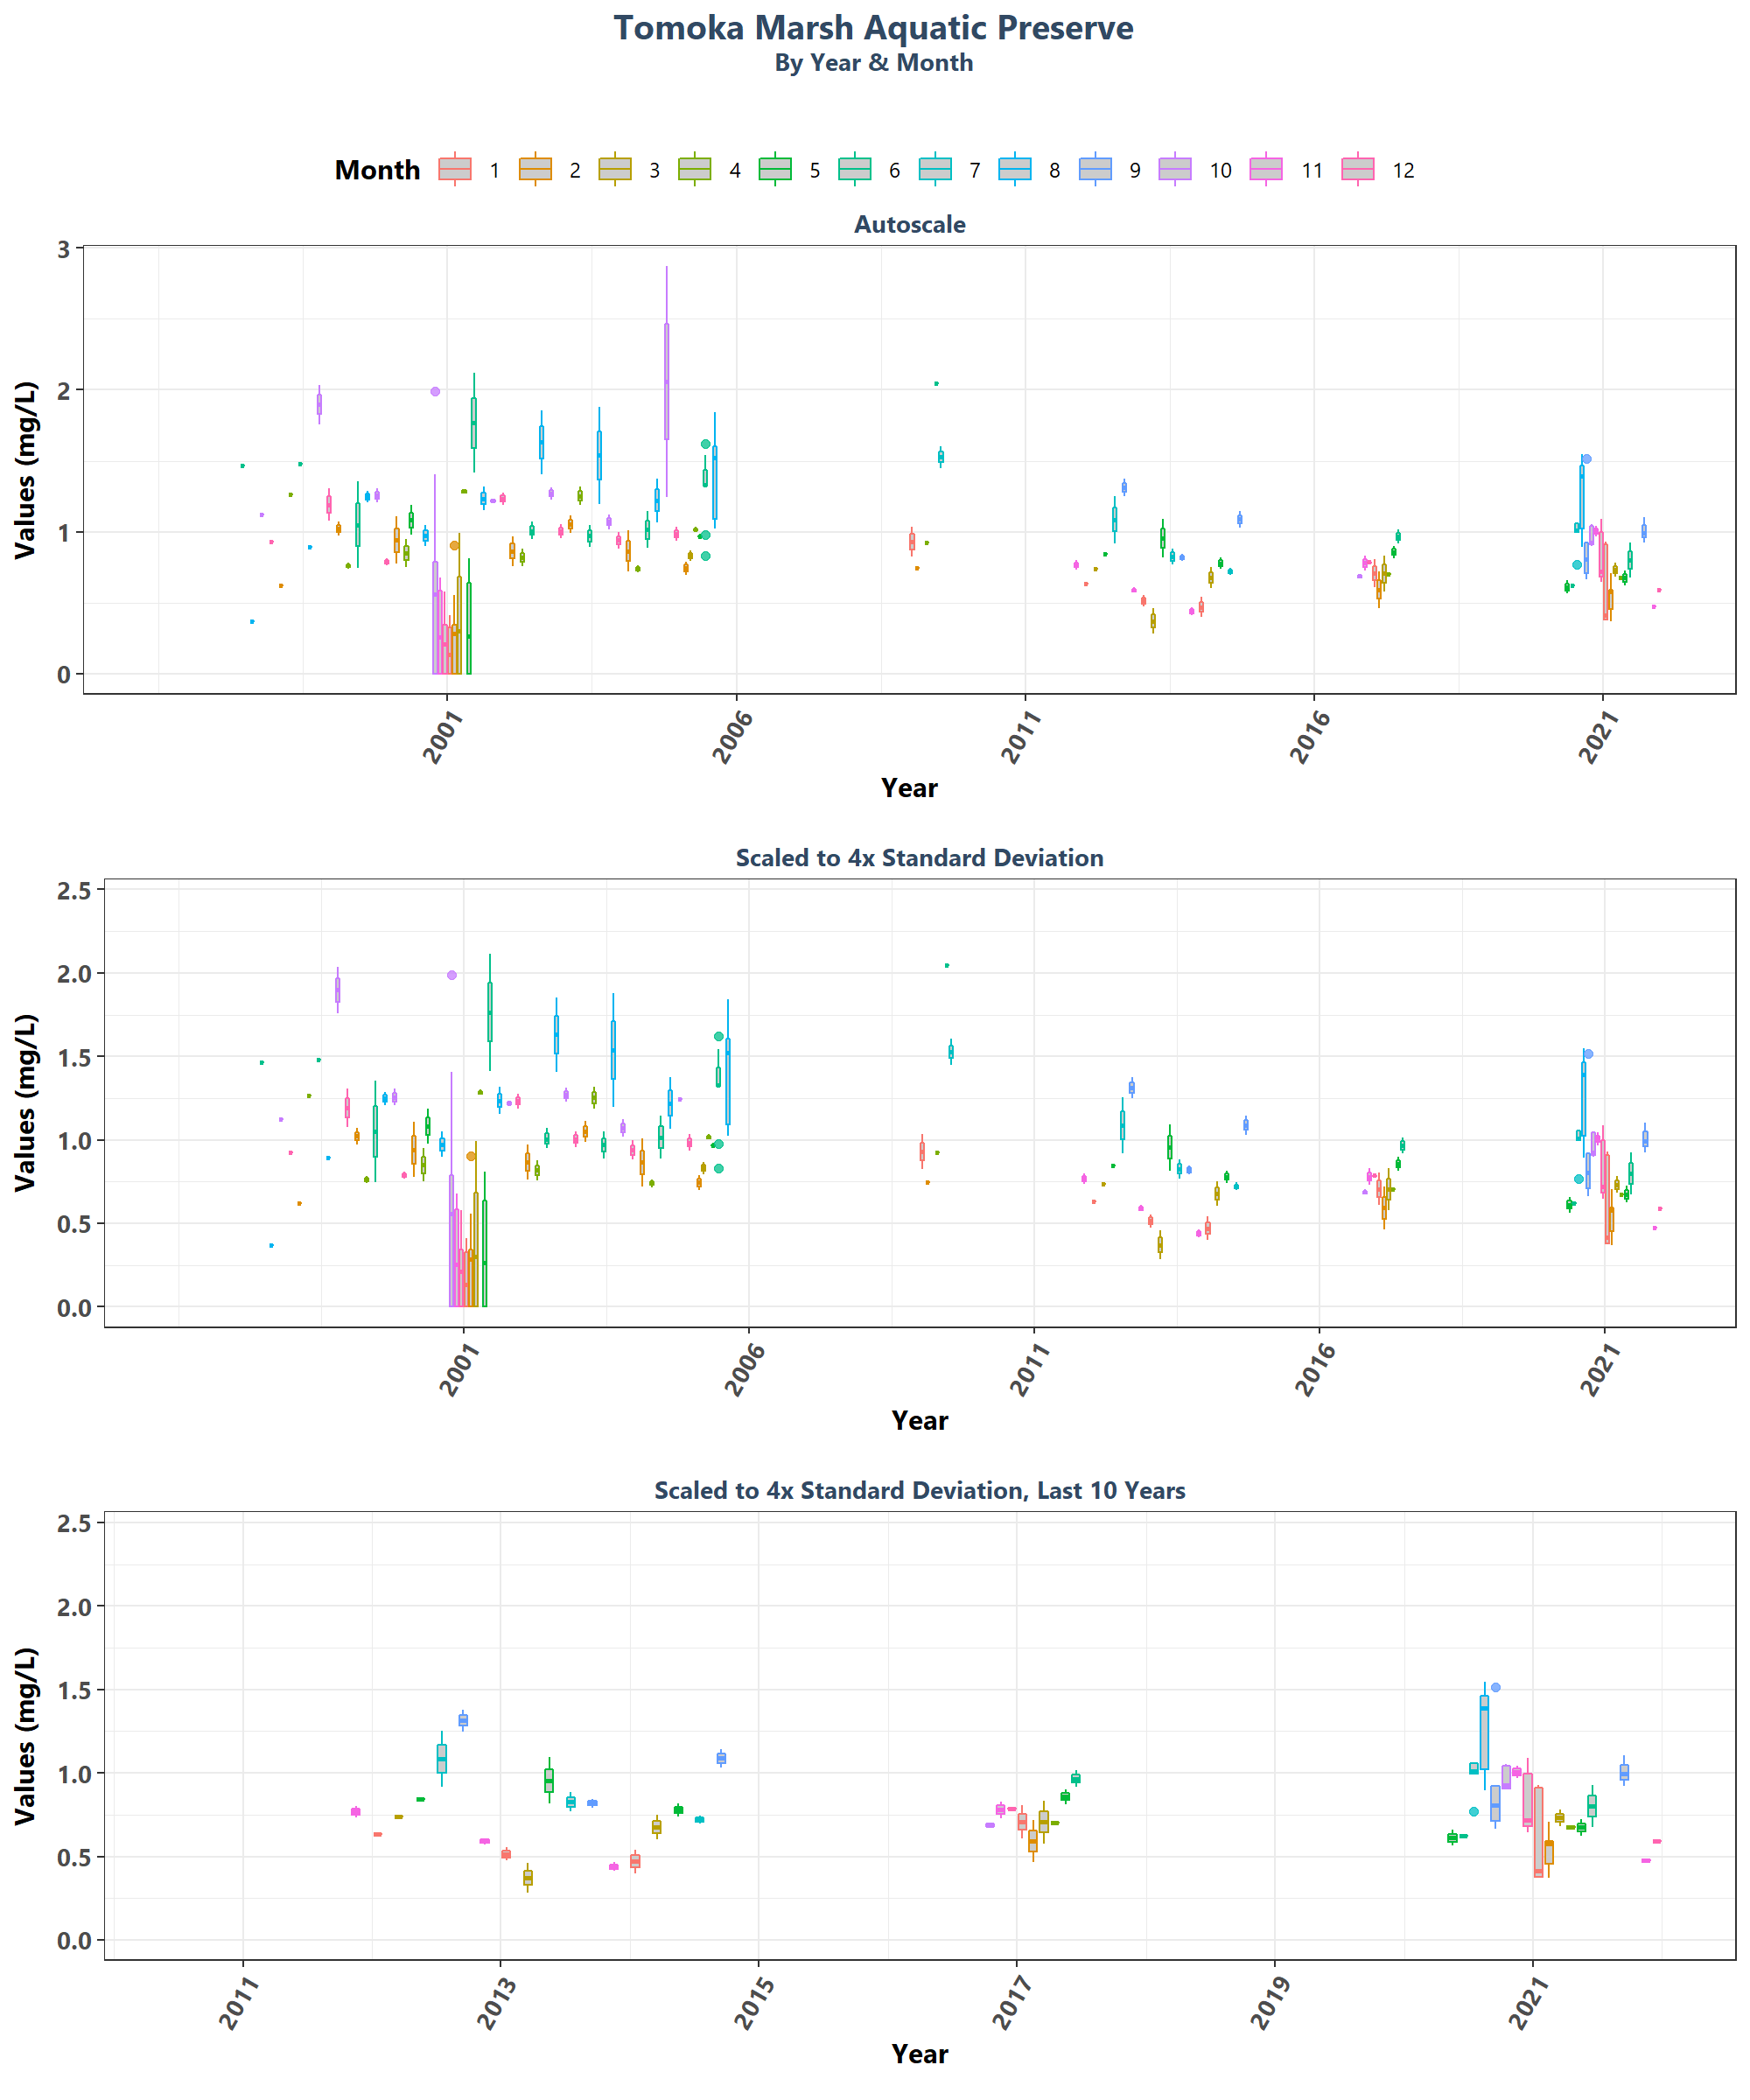 Tomoka Marsh Aquatic Preserve
By Year & Month
Month 1 2 3 4 5 6 7 8 9 10 11 12
Autoscale
Values (mg/L)
3
2
1
0
2001 2006 2011 2016 2021
Year
Scaled to 4x Standard Deviation
Values (mg/L)
2.5
2.0
1.5
1.0
0.5
0.0
2001 2006 2011 2016 2021
Year
Scaled to 4x Standard Deviation, Last 10 Years
Values (mg/L)
2.5
2.0
1.5
1.0
0.5
0.0
2011 2013 2015 2017 2019 2021
Year